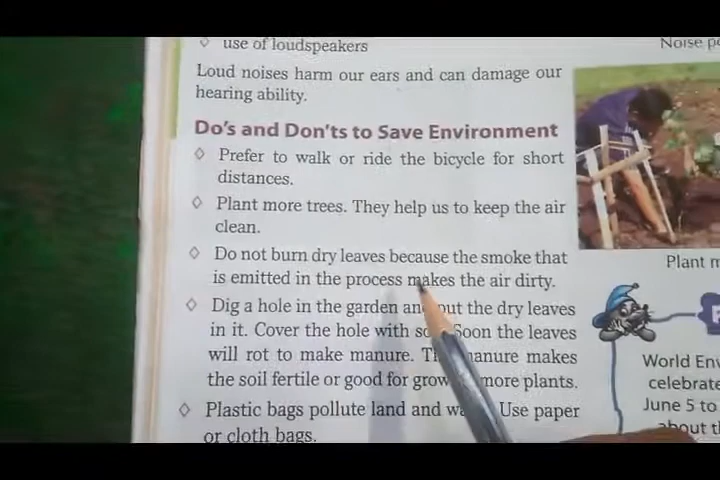 ◊ use of loudspeakers
Loud noises harm our ears and can damage our
hearing ability.
Do's and Don'ts to Save Environment
◊ Prefer to walk or ride the bicycle for short
distances.
◊ Plant more trees. They help us to keep the air
clean.
◊ Do not burn dry leaves because the smoke that
is emitted in the process makes the air dirty.
◊ Dig a hole in the garden and put the dry leaves
in it. Cover the hole with Soon the leaves
will rot to make manure. manure makes
the soil fertile or good for more plants.
◊ Plastic bags pollute land and Use paper
or cloth bags.
Noise
Plant
World
celebrate
June 5 to
about